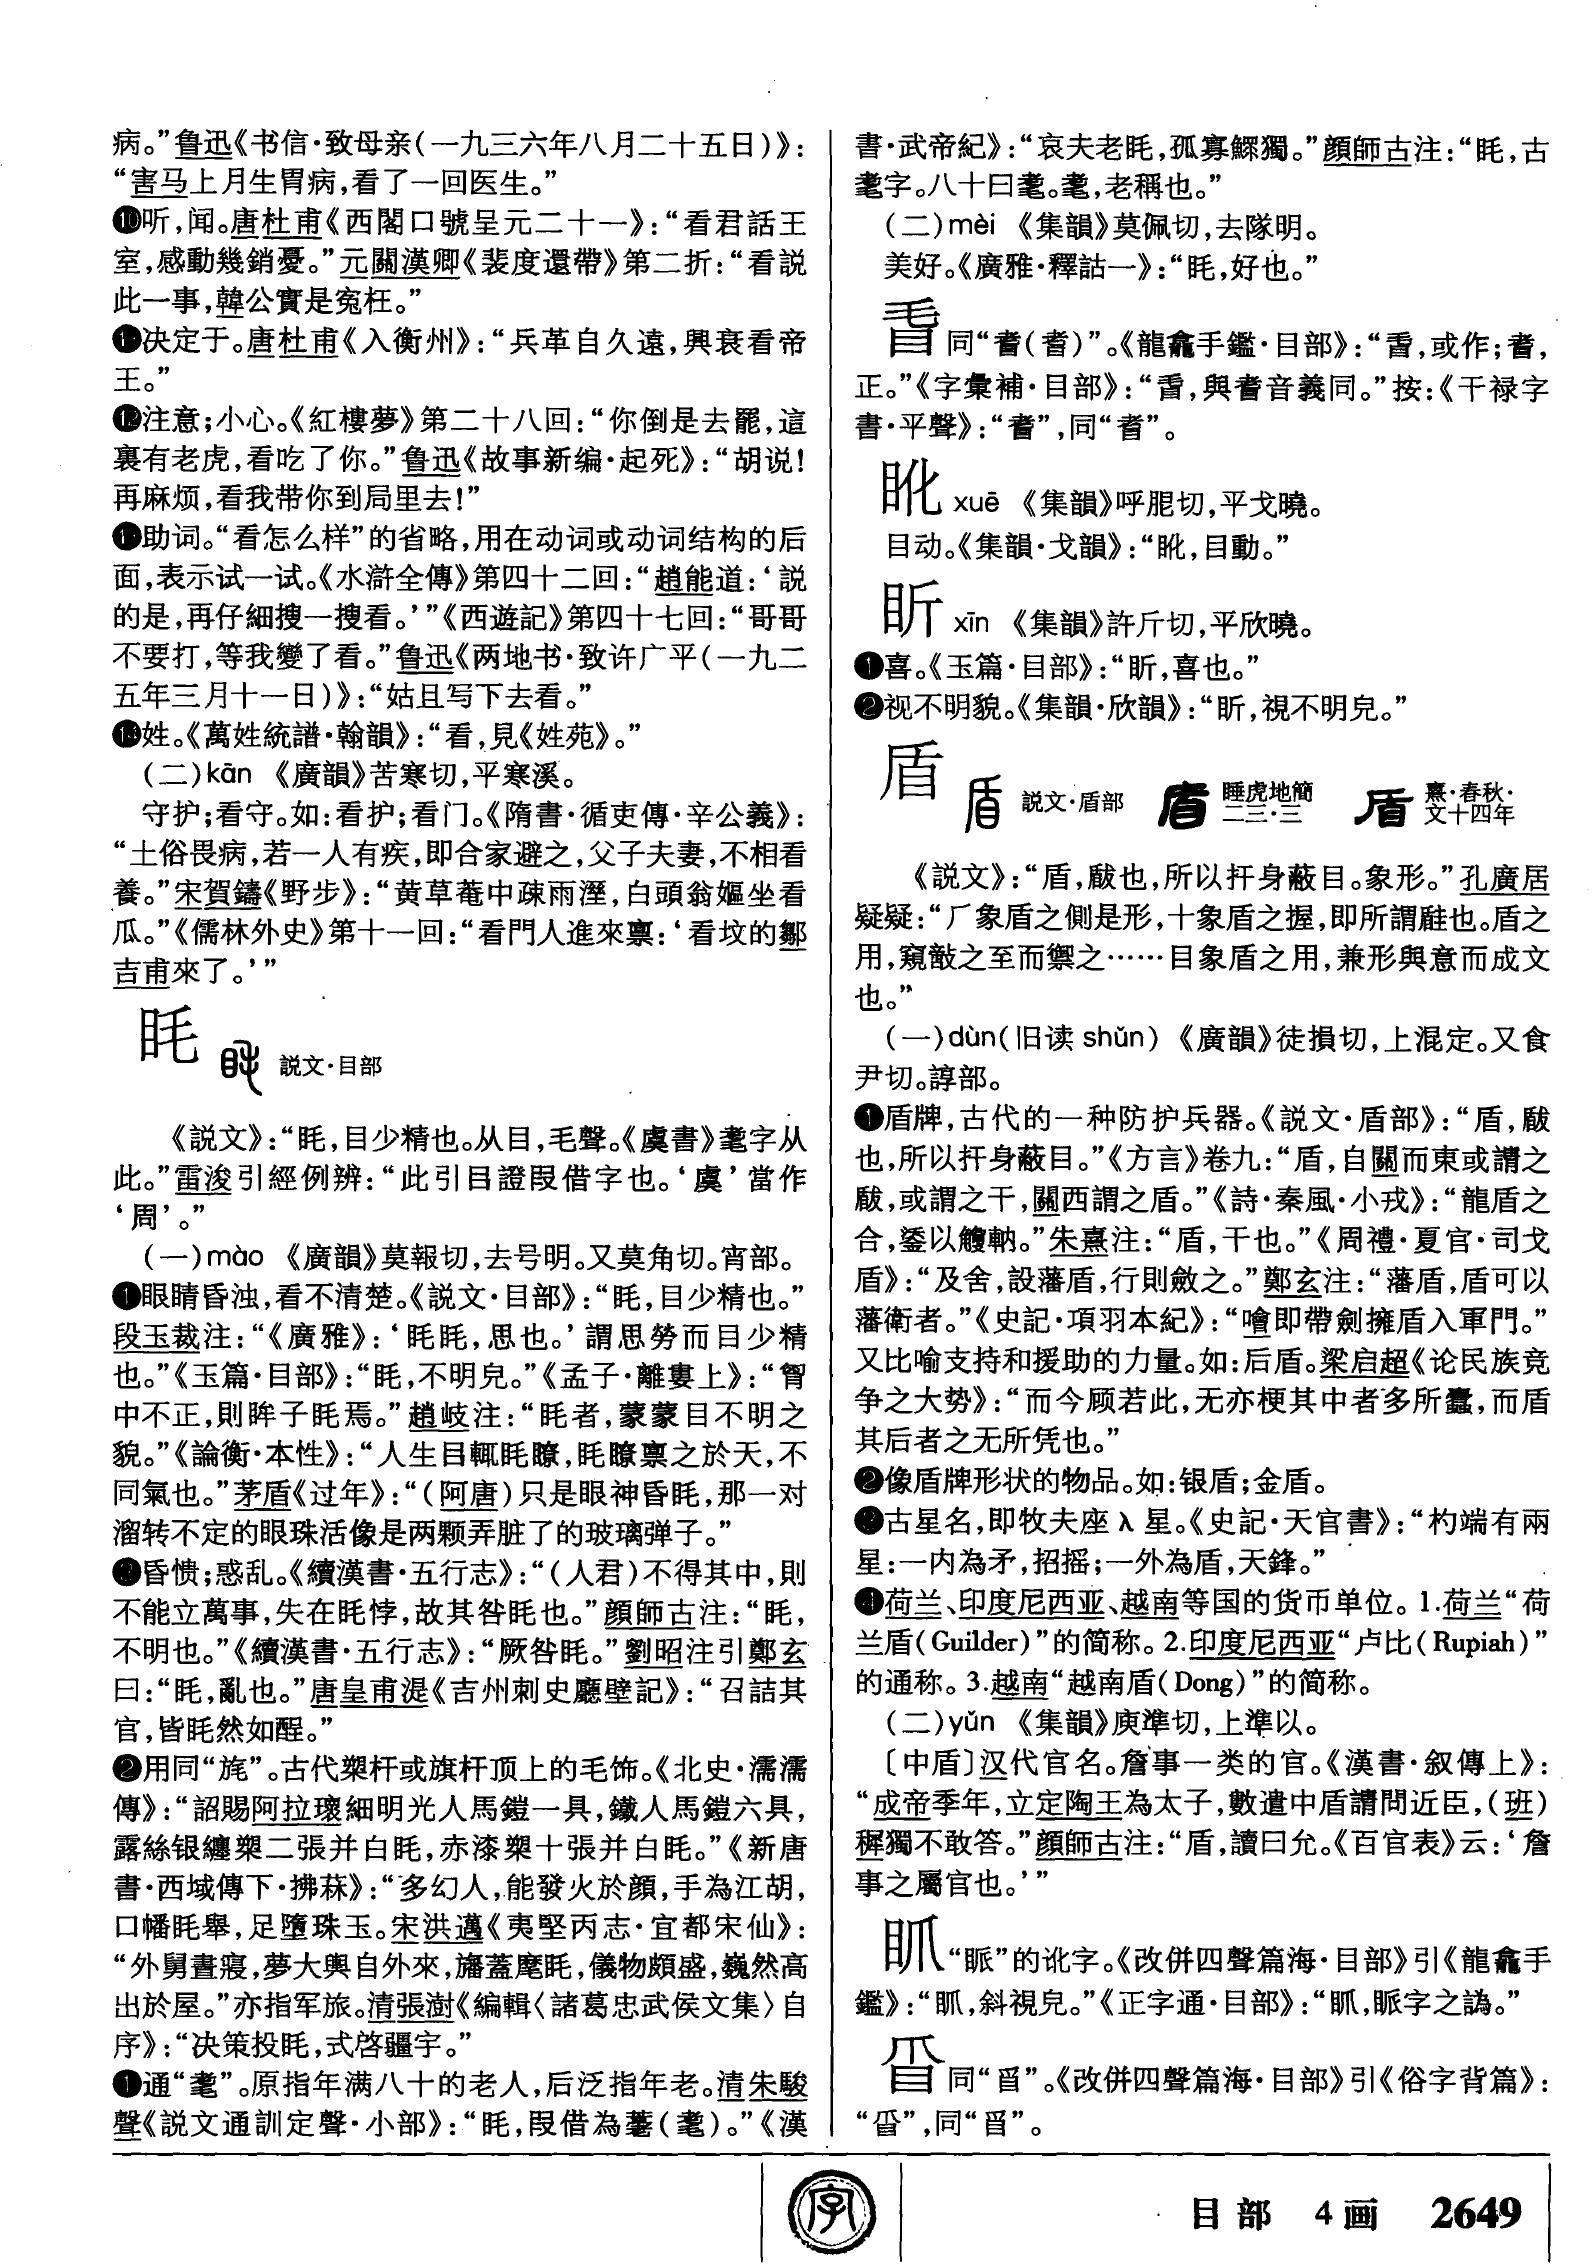 病。”鲁迅《书信·致母亲(一九三六年八月二十五日)》:
“害马上月生胃病,看了一回医生。”
❿听,闻。唐杜甫《西閣口號呈元二十一》:“看君話王
室,感動幾銷憂。”元關漢卿《裴度還帶》第二折:“看説
此一事,韓公實是寃枉。”
⓫决定于。唐杜甫《入衡州》:“兵革自久遠,興衰看帝
王。”
⓬注意;小心。《紅樓夢》第二十八回:“你倒是去罷,這
裏有老虎,看吃了你。”鲁迅《故事新编·起死》:“胡说!
再麻烦,看我带你到局里去!”
⓭助词。“看怎么样”的省略,用在动词或动词结构的后
面,表示试一试。《水滸全傳》第四十二回:“趙能道:‘説
的是,再仔細搜一搜看。’”《西遊記》第四十七回:“哥哥
不要打,等我變了看。”鲁迅《两地书·致许广平(一九二
五年三月十一日)》:“姑且写下去看。”
⓮姓。《萬姓統譜·翰韻》:“看,見《姓苑》。”
(二)kān 《廣韻》苦寒切,平寒溪。
守护;看守。如:看护;看门。《隋書·循吏傳·辛公義》:
“土俗畏病,若一人有疾,即合家避之,父子夫妻,不相看
養。”宋賀鑄《野步》:“黄草菴中疎雨溼,白頭翁嫗坐看
瓜。”《儒林外史》第十一回:“看門人進來禀:‘看坟的鄒
吉甫來了。’”
眊 説文·目部
《説文》:“眊,目少精也。从目,毛聲。《虞書》耄字从
此。”雷浚引經例辨:“此引目證叚借字也。‘虞’當作
‘周’。”
(一)mào 《廣韻》莫報切,去号明。又莫角切。宵部。
❶眼睛昏浊,看不清楚。《説文·目部》:“眊,目少精也。”
段玉裁注:“《廣雅》:‘眊眊,思也。’謂思勞而目少精
也。”《玉篇·目部》:“眊,不明皃。”《孟子·離婁上》:“胷
中不正,則眸子眊焉。”趙岐注:“眊者,蒙蒙目不明之
貌。”《論衡·本性》:“人生目輒眊瞭,眊瞭禀之於天,不
同氣也。”茅盾《过年》:“(阿唐)只是眼神昏眊,那一对
溜转不定的眼珠活像是两颗弄脏了的玻璃弹子。”
❷昏愦;惑乱。《續漢書·五行志》:“(人君)不得其中,則
不能立萬事,失在眊悖,故其咎眊也。”顔師古注:“眊,
不明也。”《續漢書·五行志》:“厥咎眊。”劉昭注引鄭玄
曰:“眊,亂也。”唐皇甫湜《吉州刺史廳壁記》:“召詰其
官,皆眊然如酲。”
❷用同“旄”。古代槊杆或旗杆顶上的毛饰。《北史·蠕蠕
傳》:“詔賜阿拉瓌細明光人馬鎧一具,鐵人馬鎧六具,
露絲银纏槊二張并白眊,赤漆槊十張并白眊。”《新唐
書·西域傳下·拂菻》:“多幻人,能發火於顔,手為江胡,
口幡眊舉,足墮珠玉。宋洪邁《夷堅丙志·宜都宋仙》:
“外舅晝寢,夢大輿自外來,旛蓋麾眊,儀物頗盛,巍然高
出於屋。”亦指军旅。清張澍《編輯〈諸葛忠武侯文集〉自
序》:“决策投眊,式啓疆宇。”
❶通“耄”。原指年满八十的老人,后泛指年老。清朱駿
聲《説文通訓定聲·小部》:“眊,叚借為薹(耄)。”《漢
書·武帝紀》:“哀夫老眊,孤寡鰥獨。”顔師古注:“眊,古
耄字。八十曰耄。耄,老稱也。”
(二)mèi 《集韻》莫佩切,去隊明。
美好。《廣雅·釋詁一》:“眊,好也。”
同“耆(耆)”。《龍龕手鑑·目部》:“㫪,或作;耆,
正。”《字彙補·目部》:“㫪,與耆音義同。”按:《干禄字
書·平聲》:“耆”,同“耆”。
xuē 《集韻》呼肥切,平戈曉。
目动。《集韻·戈韻》:“䀨,目動。”
盺 xīn 《集韻》許斤切,平欣曉。
❶喜。《玉篇·目部》:“盺,喜也。”
❷视不明貌。《集韻·欣韻》:“盺,視不明皃。”
盾 説文·盾部 睡虎地簡二三·三 熹·春秋·文十四年
《説文》:“盾,瞂也,所以扞身蔽目。象形。”孔廣居
疑疑:“厂象盾之側是形,十象盾之握,即所謂䤥也。盾之
用,窺敵之至而禦之……目象盾之用,兼形與意而成文
也。”
(一)dùn(旧读 shǔn) 《廣韻》徒損切,上混定。又食
尹切。諄部。
❶盾牌,古代的一种防护兵器。《説文·盾部》:“盾,瞂
也,所以扞身蔽目。”《方言》卷九:“盾,自關而東或謂之
瞂,或謂之干,關西謂之盾。”《詩·秦風·小戎》:“龍盾之
合,鋈以觼軜。”朱熹注:“盾,干也。”《周禮·夏官·司戈
盾》:“及舍,設藩盾,行則斂之。”鄭玄注:“藩盾,盾可以
藩衛者。”《史記·項羽本紀》:“噲即帶劍擁盾入軍門。”
又比喻支持和援助的力量。如:后盾。梁启超《论民族竞
争之大势》:“而今顾若此,无亦梗其中者多所蠹,而盾
其后者之无所凭也。”
❷像盾牌形状的物品。如:银盾;金盾。
❸古星名,即牧夫座 λ 星。《史記·天官書》:“杓端有兩
星:一内為矛,招摇;一外為盾,天鋒。”
❹荷兰、印度尼西亚、越南等国的货币单位。1.荷兰“荷
兰盾(Guilder)”的简称。2.印度尼西亚“卢比(Rupiah)”
的通称。3.越南“越南盾(Dong)”的简称。
(二)yǔn 《集韻》庾準切,上準以。
〔中盾〕汉代官名。詹事一类的官。《漢書·叙傳上》:
“成帝季年,立定陶王為太子,數遣中盾請問近臣,(班)
穉獨不敢答。”顔師古注:“盾,讀曰允。《百官表》云:‘詹
事之屬官也。’”
“脈”的讹字。《改併四聲篇海·目部》引《龍龕手
鑑》:“眽,斜視皃。”《正字通·目部》:“眽,脈字之譌。”
同“䀠”。《改併四聲篇海·目部》引《俗字背篇》:
字
目部 4画 2649